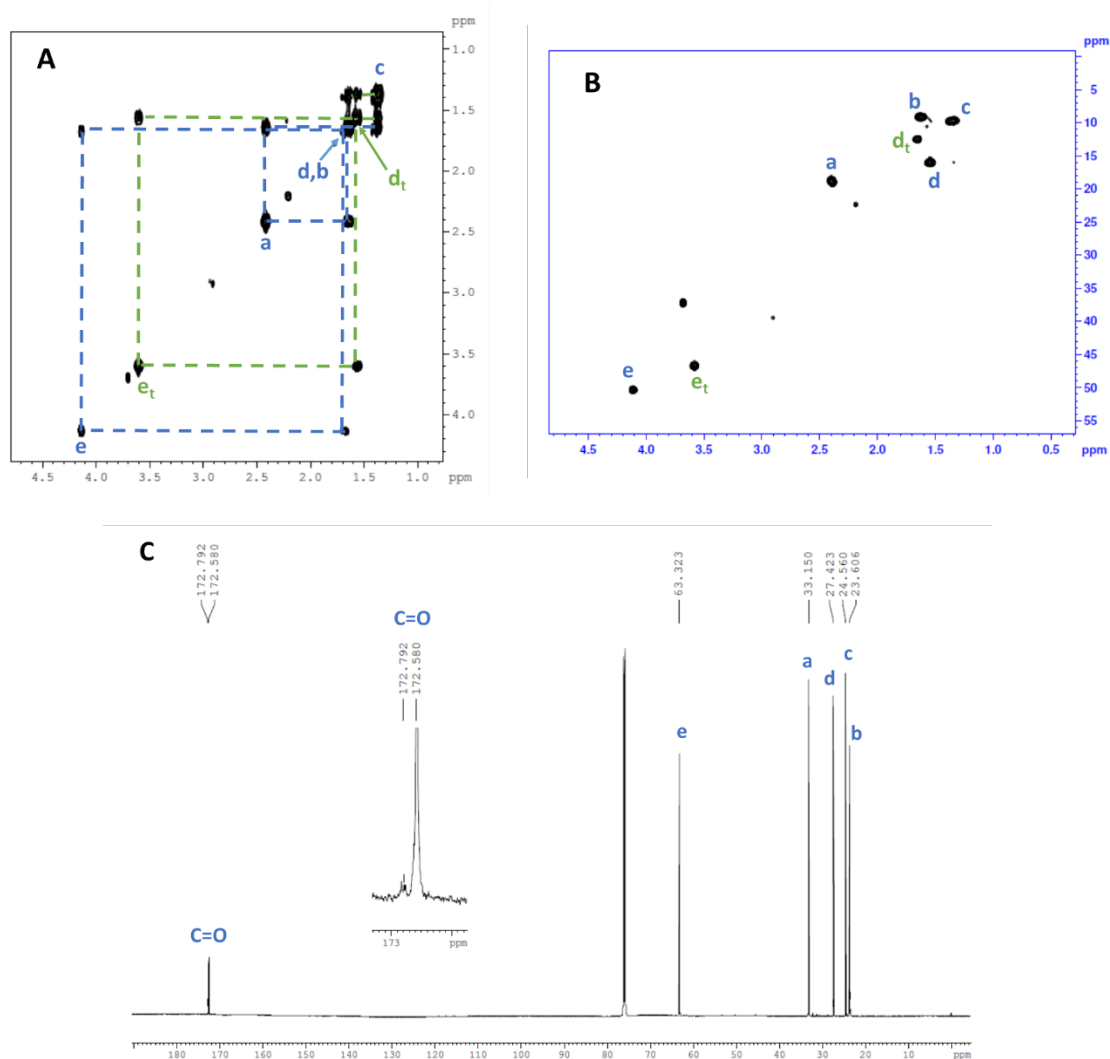 A
ppm
1.0
1.5
2.0
2.5
3.0
3.5
4.0
4.5 4.0 3.5 3.0 2.5 2.0 1.5 1.0 ppm
c
d,b
dt
a
et
e
B
ppm
5
10
15
20
25
30
35
40
45
50
55
4.5 4.0 3.5 3.0 2.5 2.0 1.5 1.0 0.5 ppm
b
c
dt
a
d
e
et
C
172.792
172.580
63.323
33.150
27.423
24.560
23.606
C=O
172.792
172.580
173 ppm
C=O
e
a
d
c
b
180 170 160 150 140 130 120 110 100 90 80 70 60 50 40 30 20 10 ppm